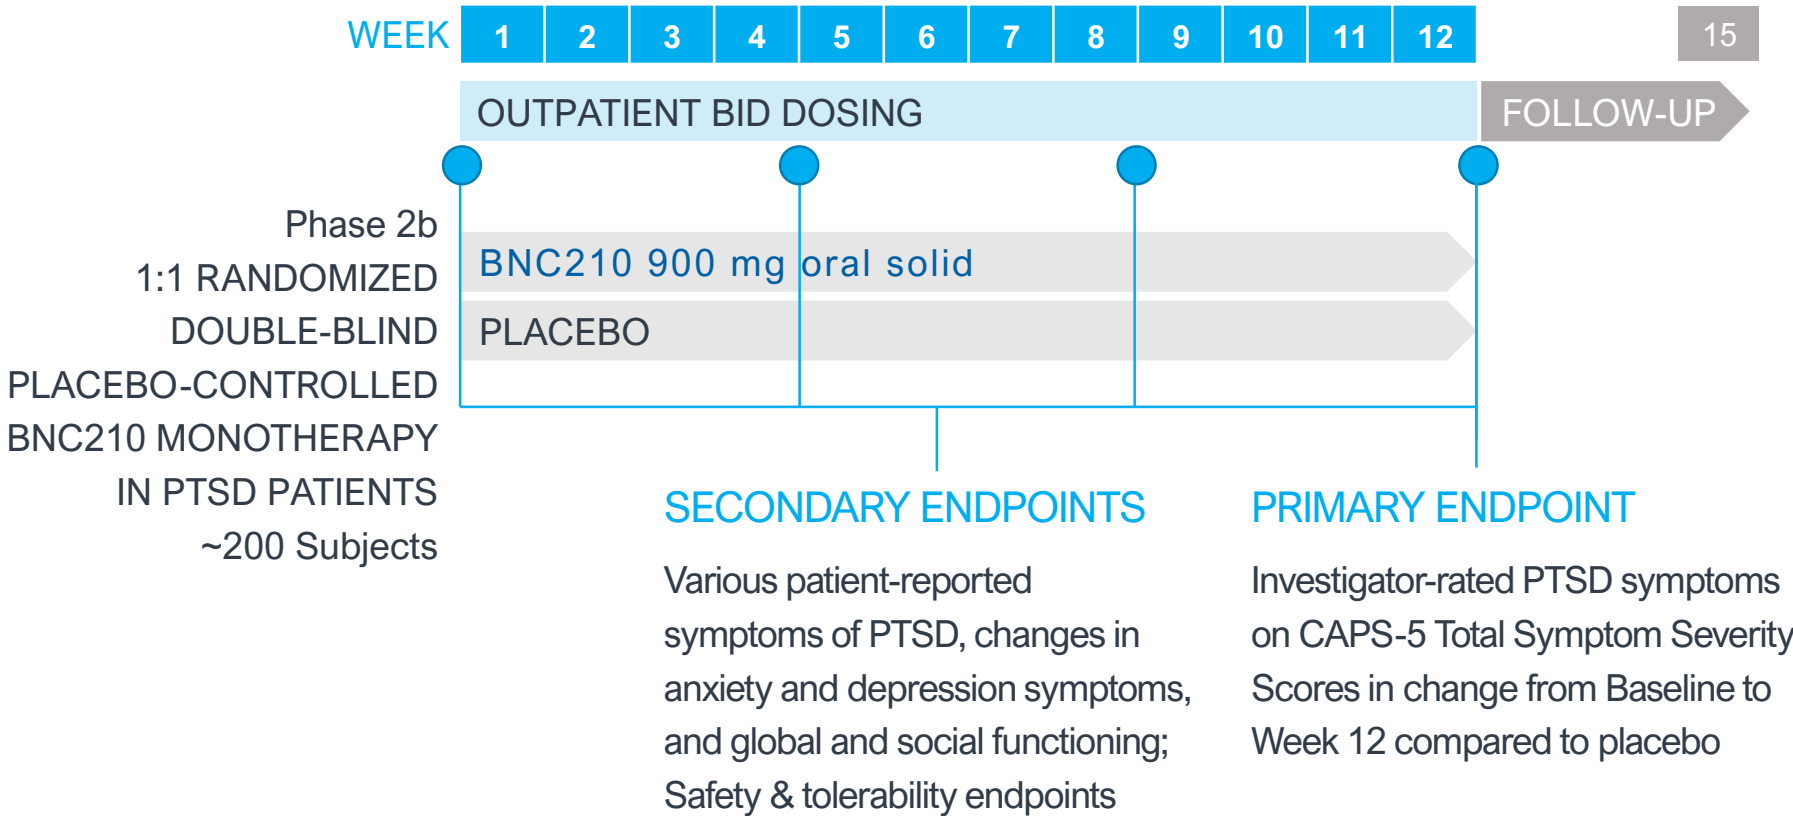 WEEK 1 2 3 4 5 6 7 8 9 10 11 12 15
OUTPATIENT BID DOSING
FOLLOW-UP
Phase 2b
1:1 RANDOMIZED
DOUBLE-BLIND
PLACEBO-CONTROLLED
BNC210 MONOTHERAPY
IN PTSD PATIENTS
~200 Subjects
BNC210 900 mg oral solid
PLACEBO
SECONDARY ENDPOINTS
Various patient-reported
symptoms of PTSD, changes in
anxiety and depression symptoms,
and global and social functioning;
Safety & tolerability endpoints
PRIMARY ENDPOINT
Investigator-rated PTSD symptoms
on CAPS-5 Total Symptom Severity
Scores in change from Baseline to
Week 12 compared to placebo